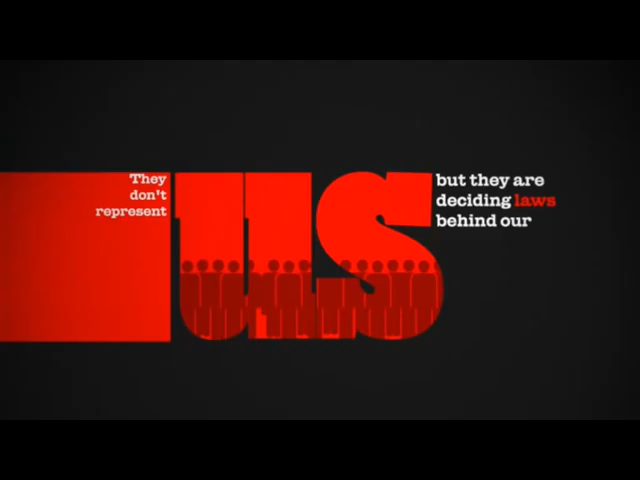 They
don't
represent
us
but they are
deciding laws
behind our